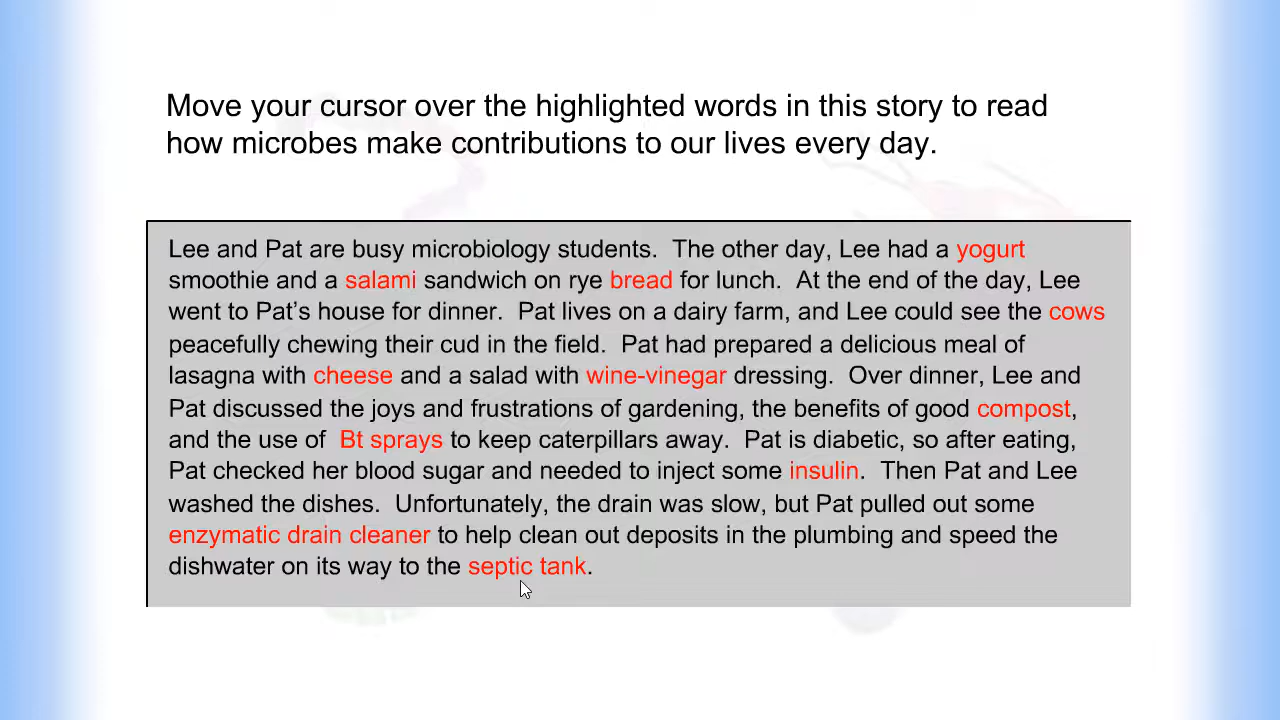 Move your cursor over the highlighted words in this story to read
how microbes make contributions to our lives every day.
Lee and Pat are busy microbiology students.  The other day, Lee had a yogurt
smoothie and a salami sandwich on rye bread for lunch.  At the end of the day, Lee
went to Pat’s house for dinner.  Pat lives on a dairy farm, and Lee could see the cows
peacefully chewing their cud in the field.  Pat had prepared a delicious meal of
lasagna with cheese and a salad with wine-vinegar dressing.  Over dinner, Lee and
Pat discussed the joys and frustrations of gardening, the benefits of good compost,
and the use of  Bt sprays to keep caterpillars away.  Pat is diabetic, so after eating,
Pat checked her blood sugar and needed to inject some insulin.  Then Pat and Lee
washed the dishes.  Unfortunately, the drain was slow, but Pat pulled out some
enzymatic drain cleaner to help clean out deposits in the plumbing and speed the
dishwater on its way to the septic tank.